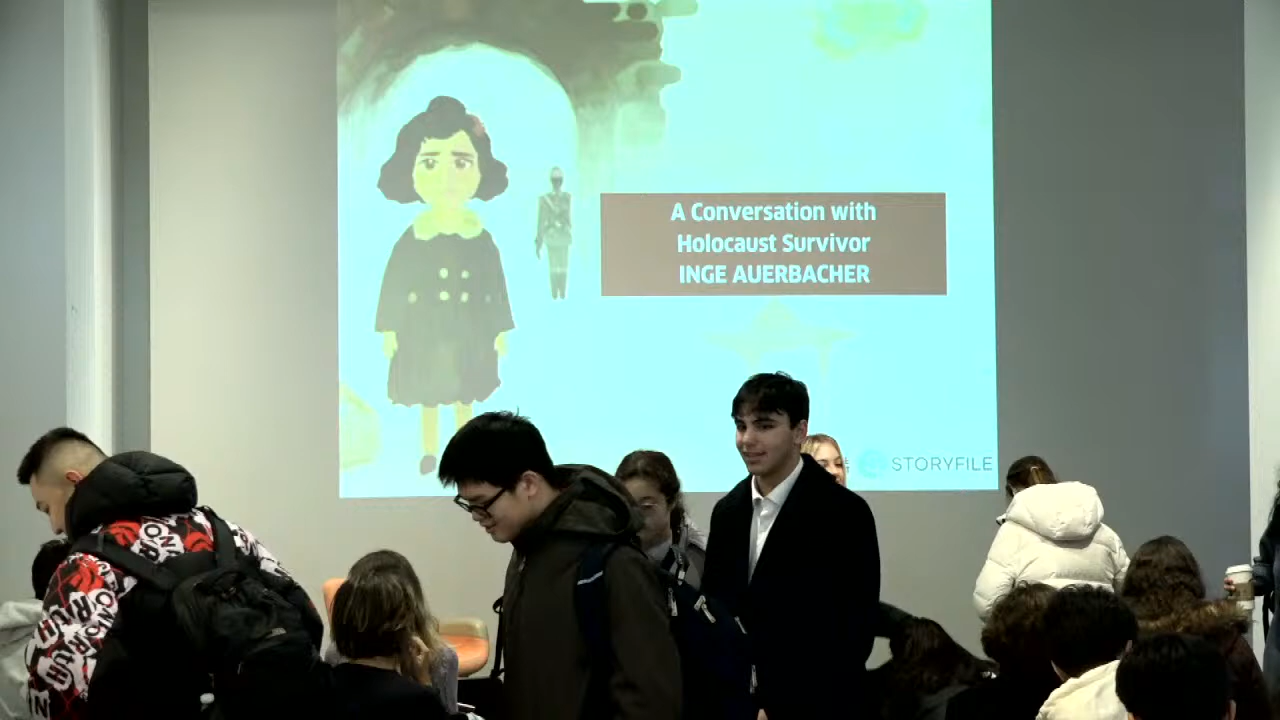 A Conversation with
Holocaust Survivor
INGE AUERBACHER
STORYFILE